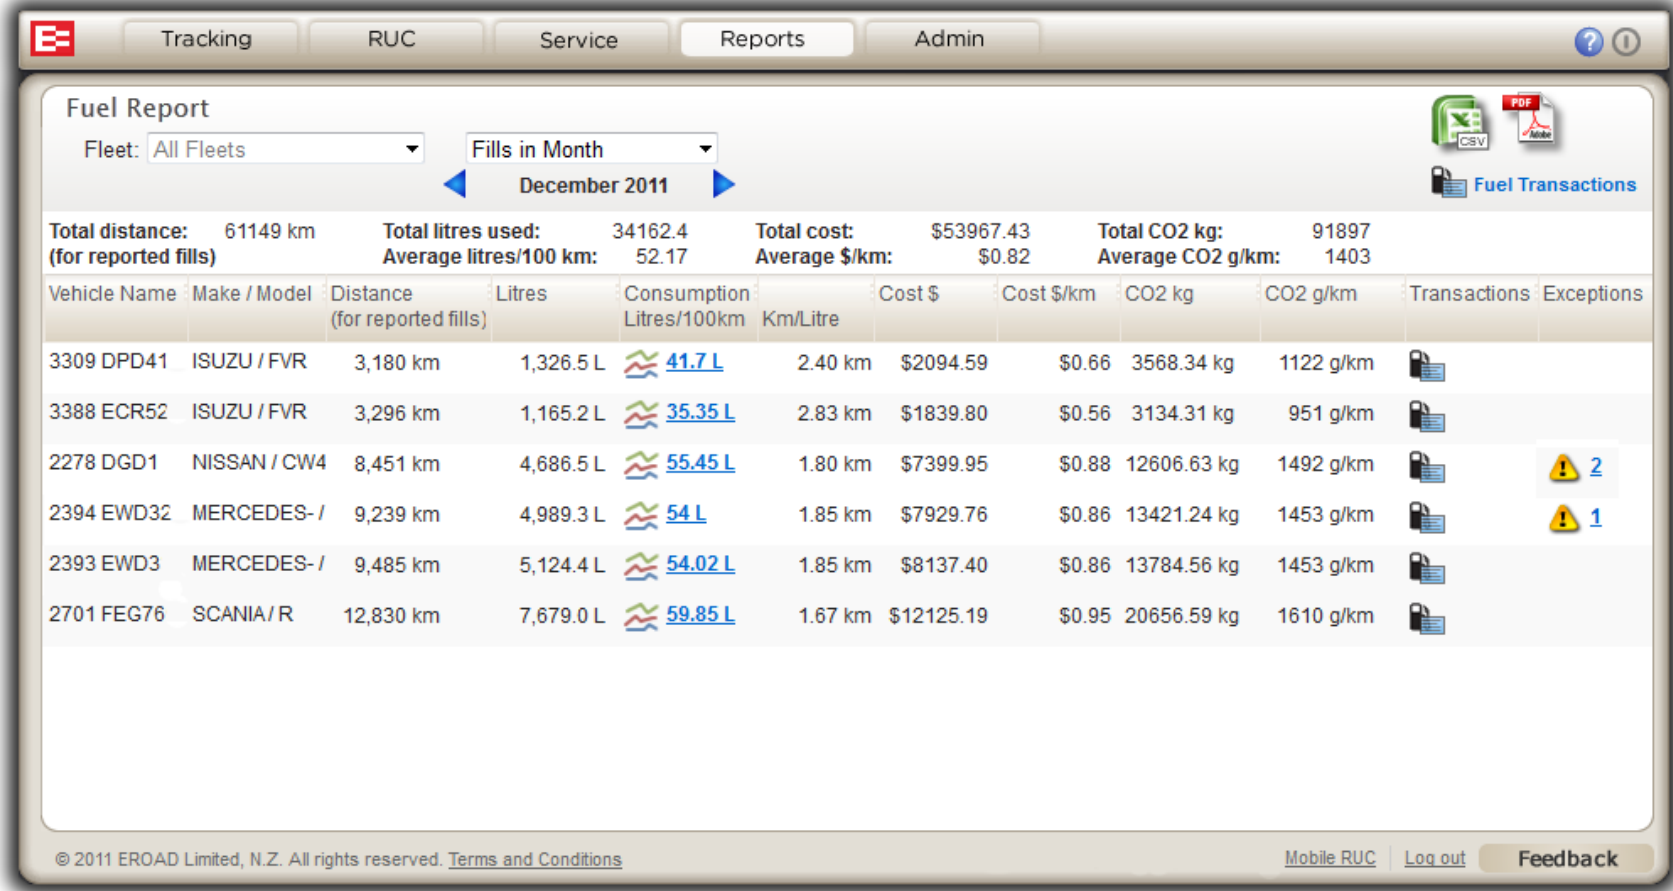 Tracking RUC Service Reports Admin
Fuel Report
Fleet: All Fleets Fills in Month
December 2011
CSV PDF Adobe
Fuel Transactions
Total distance: 61149 km Total litres used: 34162.4 Total cost: $53967.43 Total CO2 kg: 91897
(for reported fills) Average litres/100 km: 52.17 Average $/km: $0.82 Average CO2 g/km: 1403
Vehicle Name Make / Model Distance Litres Consumption Cost $ Cost $/km CO2 kg CO2 g/km Transactions Exceptions
(for reported fills) Litres/100km Km/Litre
3309 DPD41 ISUZU / FVR 3,180 km 1,326.5 L 41.7 L 2.40 km $2094.59 $0.66 3568.34 kg 1122 g/km
3388 ECR52 ISUZU / FVR 3,296 km 1,165.2 L 35.35 L 2.83 km $1839.80 $0.56 3134.31 kg 951 g/km
2278 DGD1 NISSAN / CW4 8,451 km 4,686.5 L 55.45 L 1.80 km $7399.95 $0.88 12606.63 kg 1492 g/km 2
2394 EWD32 MERCEDES- / 9,239 km 4,989.3 L 54 L 1.85 km $7929.76 $0.86 13421.24 kg 1453 g/km 1
2393 EWD3 MERCEDES- / 9,485 km 5,124.4 L 54.02 L 1.85 km $8137.40 $0.86 13784.56 kg 1453 g/km
2701 FEG76 SCANIA / R 12,830 km 7,679.0 L 59.85 L 1.67 km $12125.19 $0.95 20656.59 kg 1610 g/km
© 2011 EROAD Limited, N.Z. All rights reserved. Terms and Conditions Mobile RUC Log out Feedback